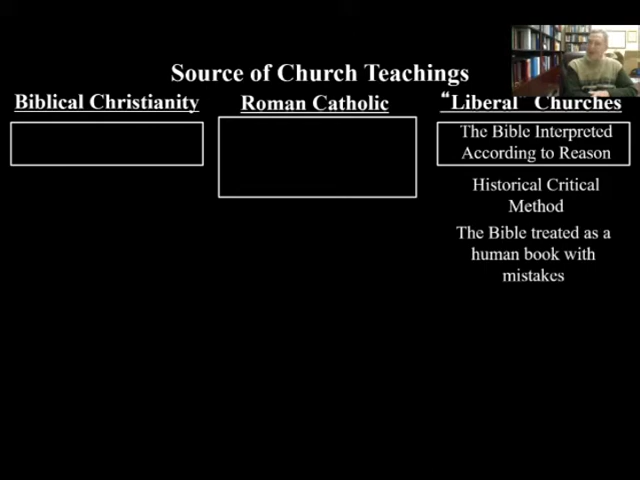 Source of Church Teachings
Biblical Christianity
Roman Catholic
“Liberal” Churches
The Bible Interpreted
According to Reason
Historical Critical
Method
The Bible treated as a
human book with
mistakes